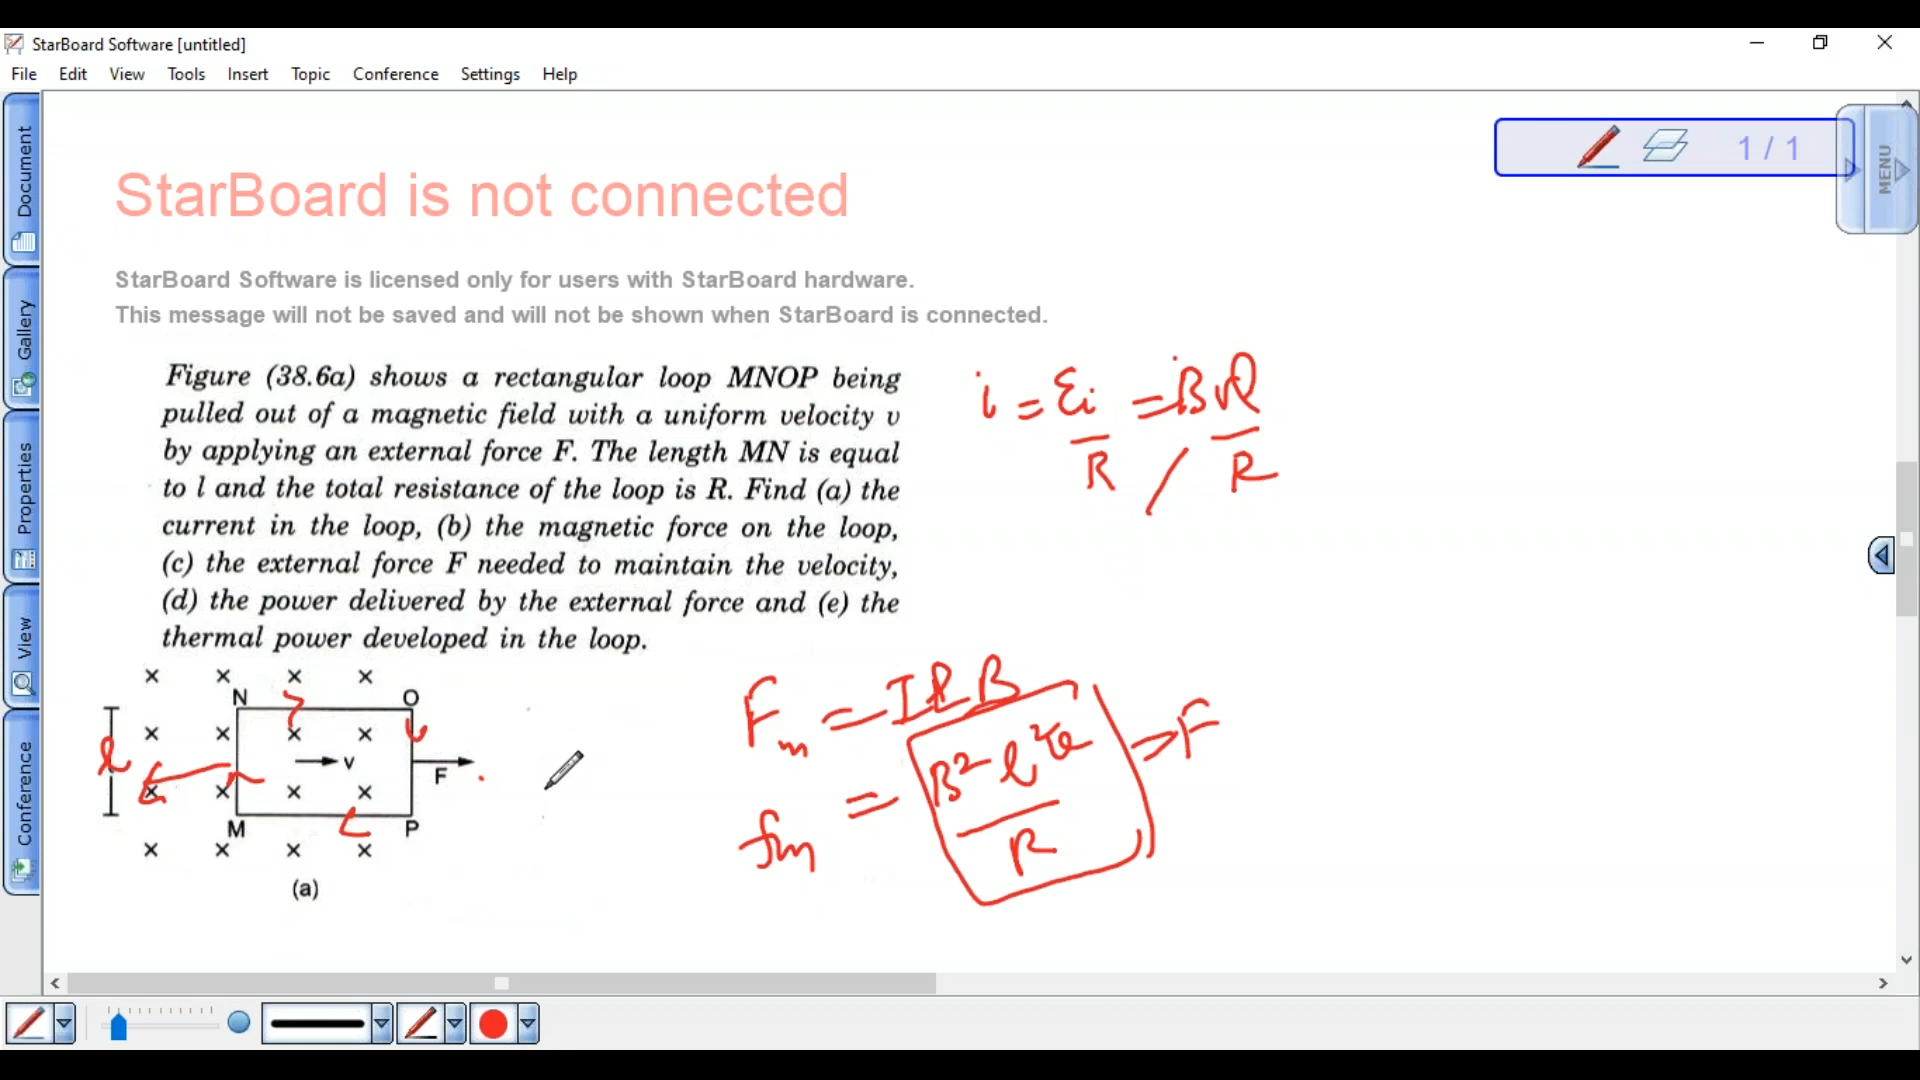 StarBoard Software [untitled]
File Edit View Tools Insert Topic Conference Settings Help
Document
Gallery
Properties
View
Conference
1 / 1
MENU
StarBoard is not connected
StarBoard Software is licensed only for users with StarBoard hardware.
This message will not be saved and will not be shown when StarBoard is connected.
Figure (38.6a) shows a rectangular loop MNOP being
pulled out of a magnetic field with a uniform velocity v
by applying an external force F. The length MN is equal
to l and the total resistance of the loop is R. Find (a) the
current in the loop, (b) the magnetic force on the loop,
(c) the external force F needed to maintain the velocity,
(d) the power delivered by the external force and (e) the
thermal power developed in the loop.
i = Ɛi/R = Bvl/R
× × × ×
N O
× × × ×
l v F
× × × ×
M P
× × × ×
(a)
Fm = IlB
fm = B²l²v/R = F